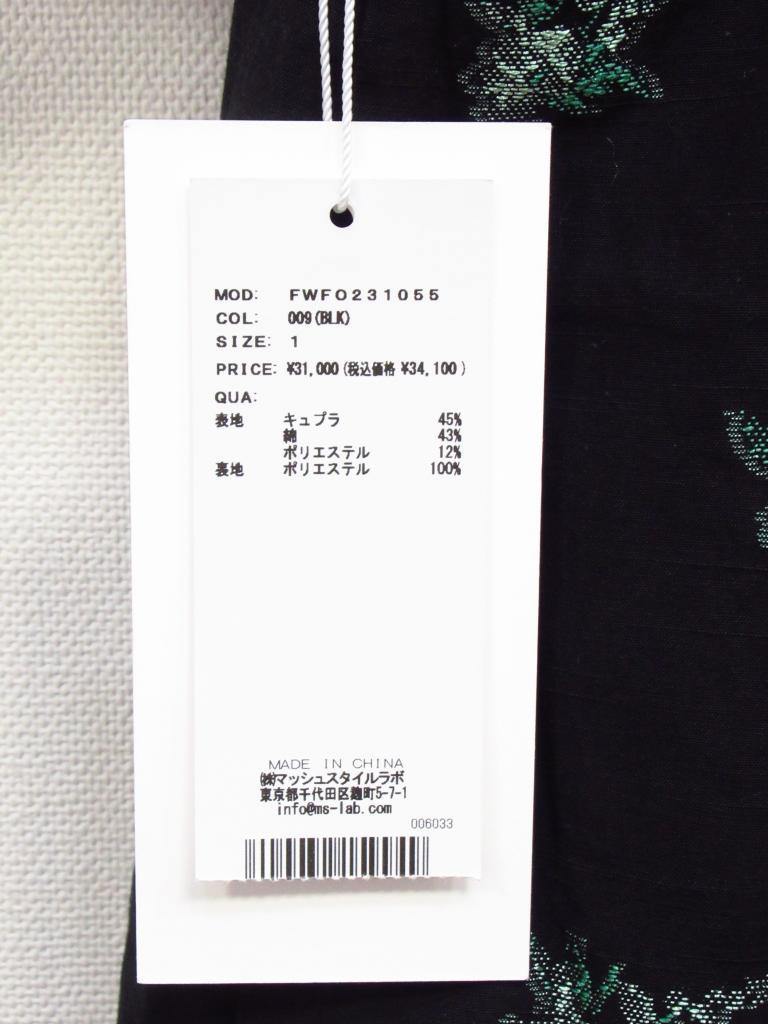 MOD: FWFO231055
COL: 009(BLK)
SIZE: 1
PRICE: ¥31,000(税込価格 ¥34,100)
QUA:
表地 キュプラ 45%
綿 43%
ポリエステル 12%
裏地 ポリエステル 100%
MADE IN CHINA
㈱マッシュスタイルラボ
東京都千代田区麹町5-7-1
info@ms-lab.com
006033